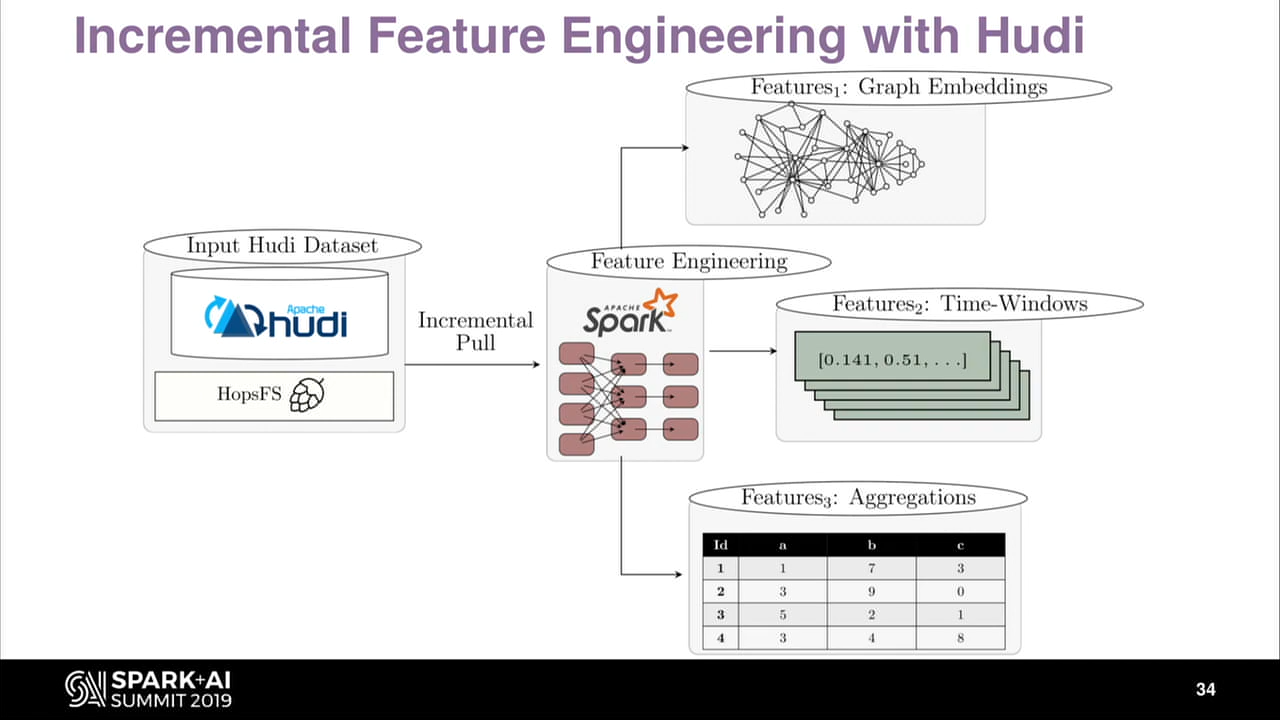 Incremental Feature Engineering with Hudi
Features₁: Graph Embeddings
Input Hudi Dataset
Apache
hudi
HopsFS
Incremental
Pull
Feature Engineering
APACHE
Spark™
Features₂: Time-Windows
[0.141, 0.51, . . .]
Features₃: Aggregations
Id a b c
1 1 7 3
2 3 9 0
3 5 2 1
4 3 4 8
SPARK+AI
SUMMIT 2019
34